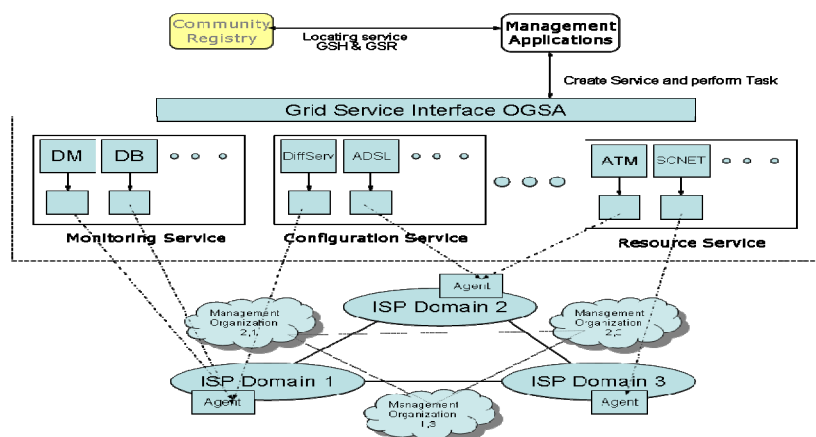 Community
Registry
Locating service
GSH & GSR
Management
Applications
Create Service and perform Task
Grid Service Interface OGSA
DM
DB
DiffServ
ADSL
ATM
SCNET
Monitoring Service
Configuration Service
Resource Service
Agent
ISP Domain 2
Management
Organization
2,1
Management
Organization
ISP Domain 1
Agent
ISP Domain 3
Agent
Management
Organization
1,3